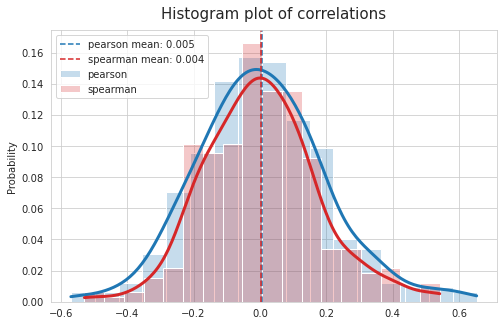 Histogram plot of correlations
pearson mean: 0.005
spearman mean: 0.004
pearson
spearman
Probability
0.16
0.14
0.12
0.10
0.08
0.06
0.04
0.02
0.00
−0.6 −0.4 −0.2 0.0 0.2 0.4 0.6